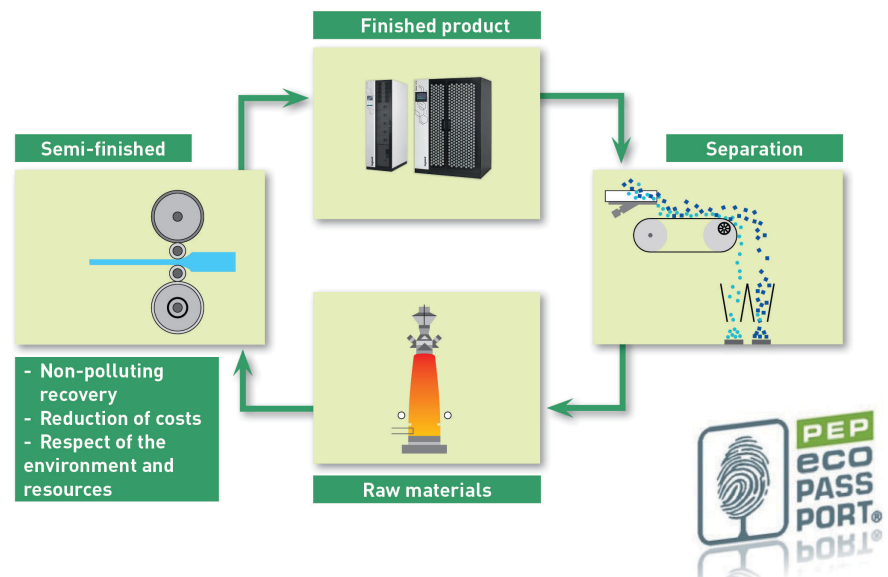 Finished product
Semi-finished
Separation
- Non-polluting
recovery
- Reduction of costs
- Respect of the
environment and
resources
Raw materials
PEP
eco
PASS
PORT®